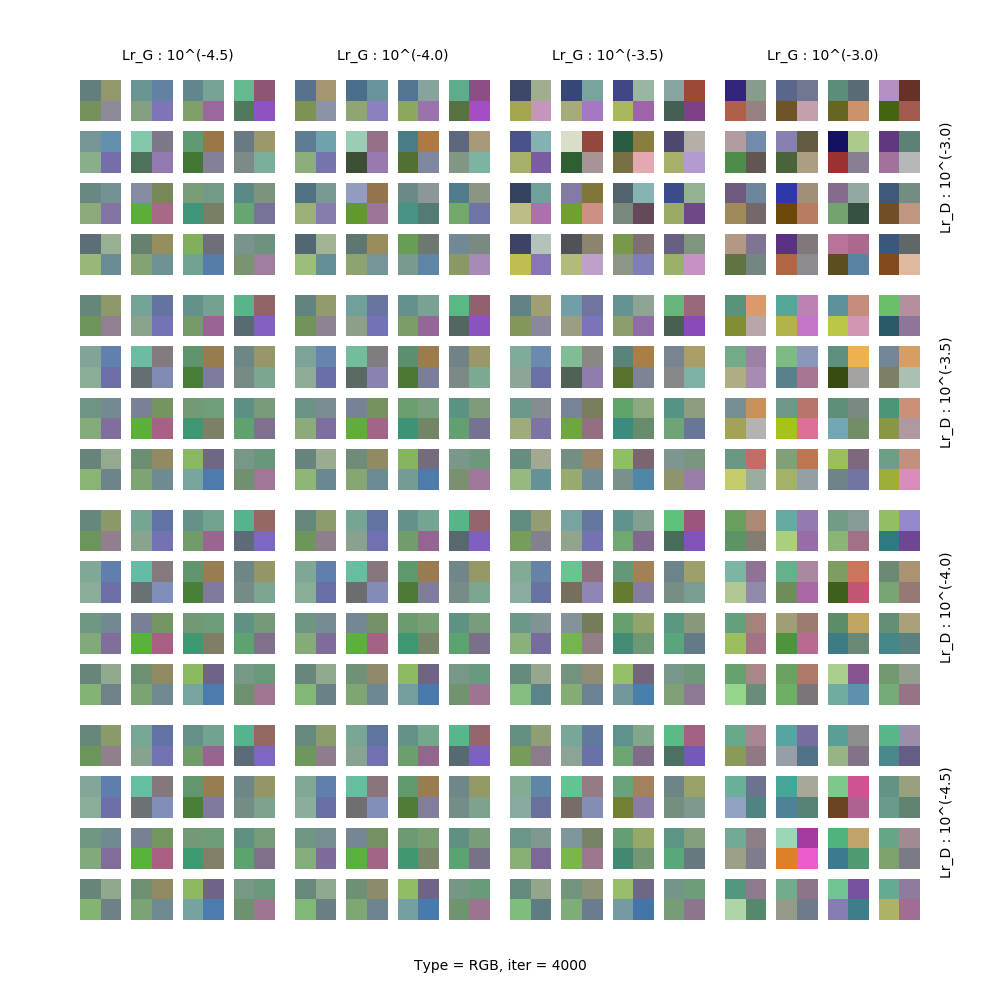 Lr_G : 10^(-4.5)
Lr_G : 10^(-4.0)
Lr_G : 10^(-3.5)
Lr_G : 10^(-3.0)
Lr_D : 10^(-3.0)
Lr_D : 10^(-3.5)
Lr_D : 10^(-4.0)
Lr_D : 10^(-4.5)
Type = RGB, iter = 4000